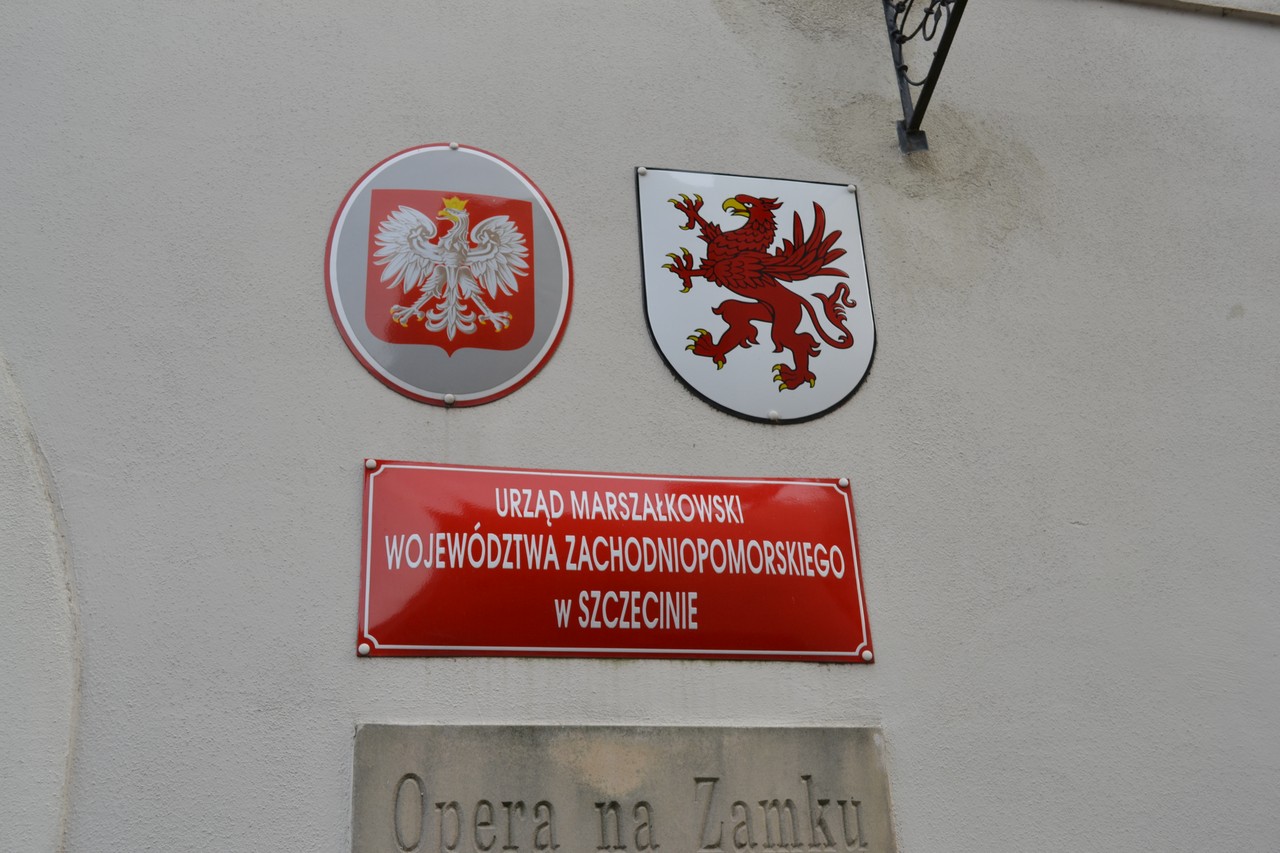 URZĄD MARSZAŁKOWSKI
WOJEWÓDZTWA ZACHODNIOPOMORSKIEGO
w SZCZECINIE
Opera na Zamku